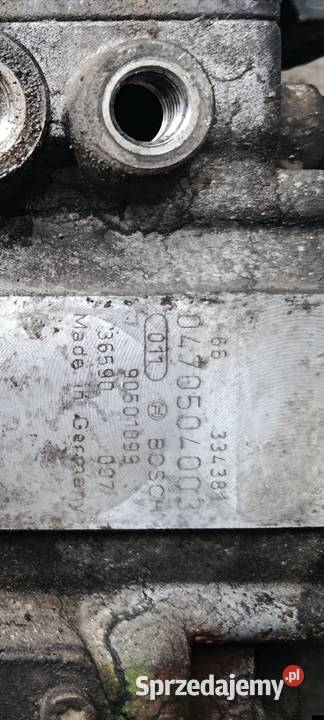 66 334381
0470504003
011 BOSCH
90501099
36590 007
Made in Germany
Sprzedajemy.pl